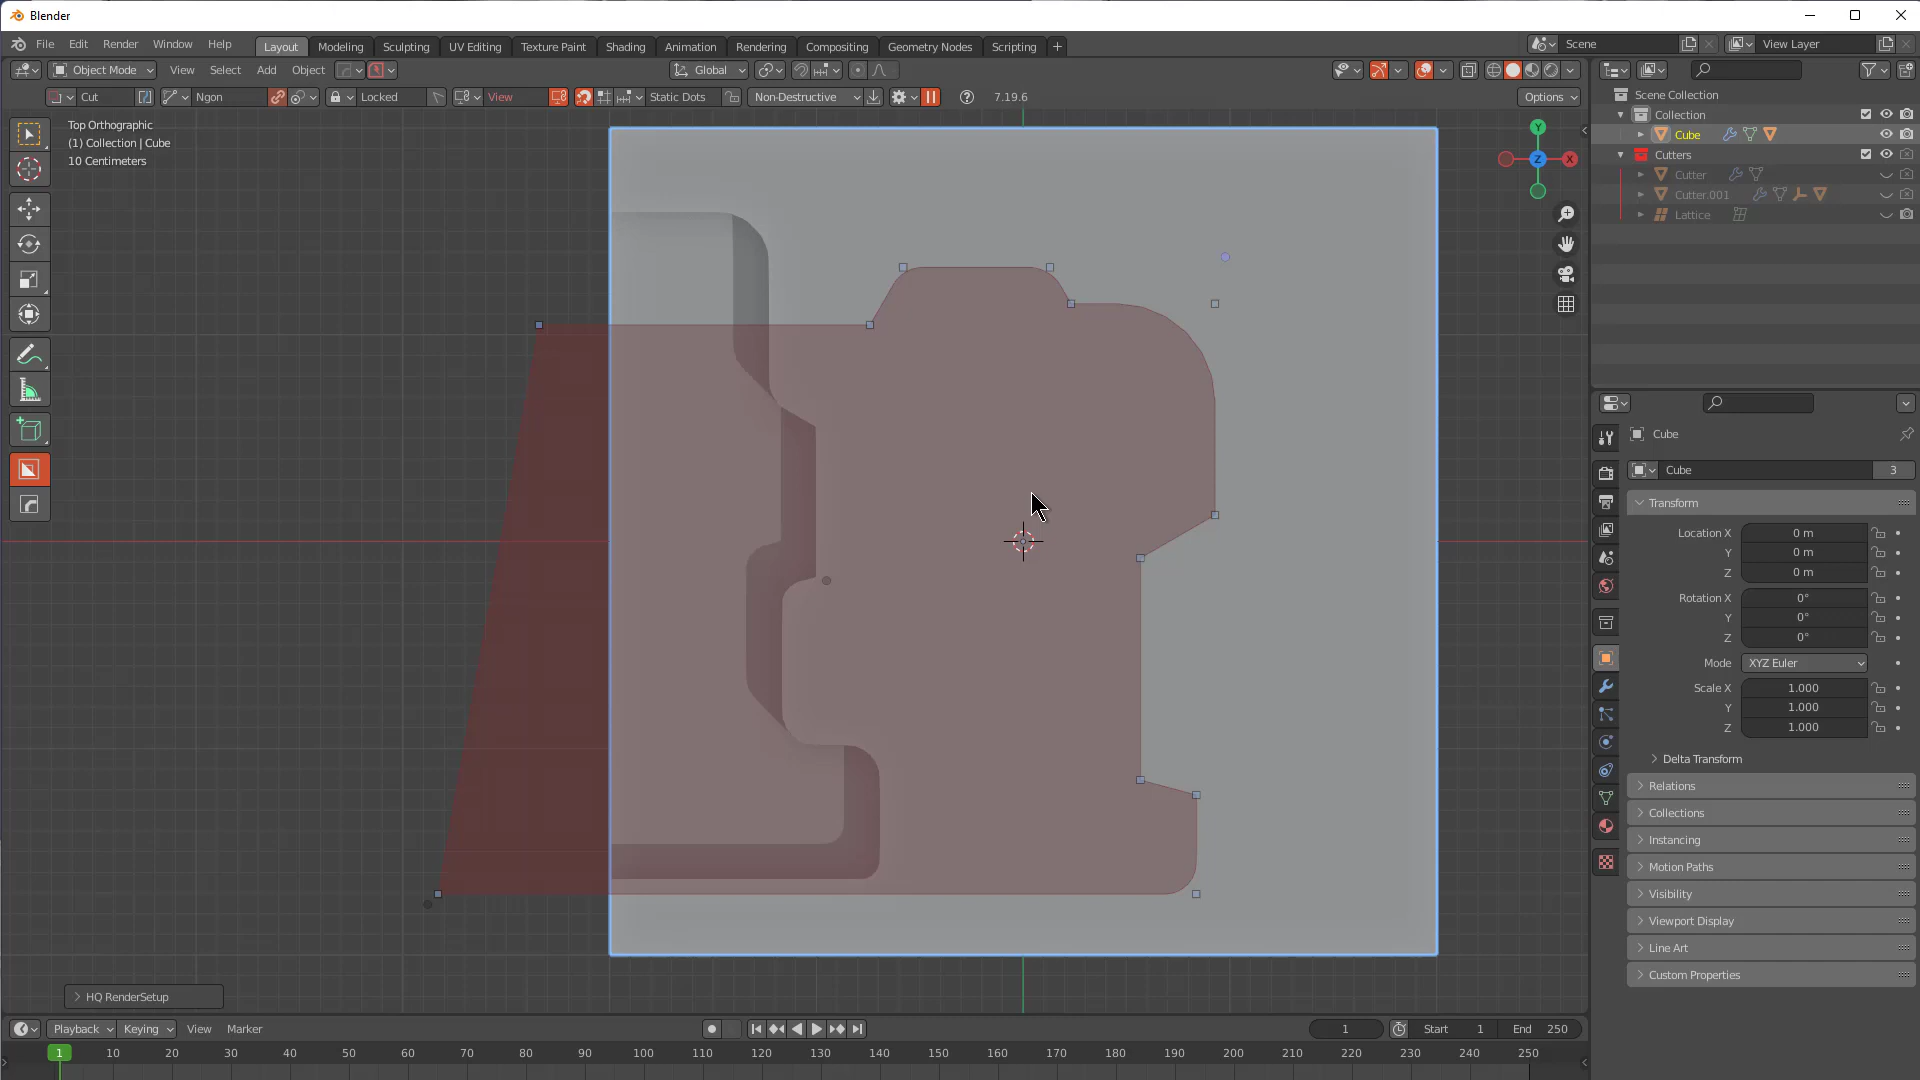 Blender
File Edit Render Window Help
Layout Modeling Sculpting UV Editing Texture Paint Shading Animation Rendering Compositing Geometry Nodes Scripting +
Scene
View Layer
Object Mode View Select Add Object
Global
Cut Ngon Locked View Static Dots Non-Destructive 7.19.6 Options
Top Orthographic
(1) Collection | Cube
10 Centimeters
Y
Z
X
Scene Collection
Collection
Cube
Cutters
Cutter
Cutter.001
Lattice
Cube
Cube 3
Transform
Location X 0 m
Y 0 m
Z 0 m
Rotation X 0°
Y 0°
Z 0°
Mode XYZ Euler
Scale X 1.000
Y 1.000
Z 1.000
Delta Transform
Relations
Collections
Instancing
Motion Paths
Visibility
Viewport Display
Line Art
Custom Properties
HQ RenderSetup
Playback Keying View Marker
1 Start 1 End 250
1 10 20 30 40 50 60 70 80 90 100 110 120 130 140 150 160 170 180 190 200 210 220 230 240 250